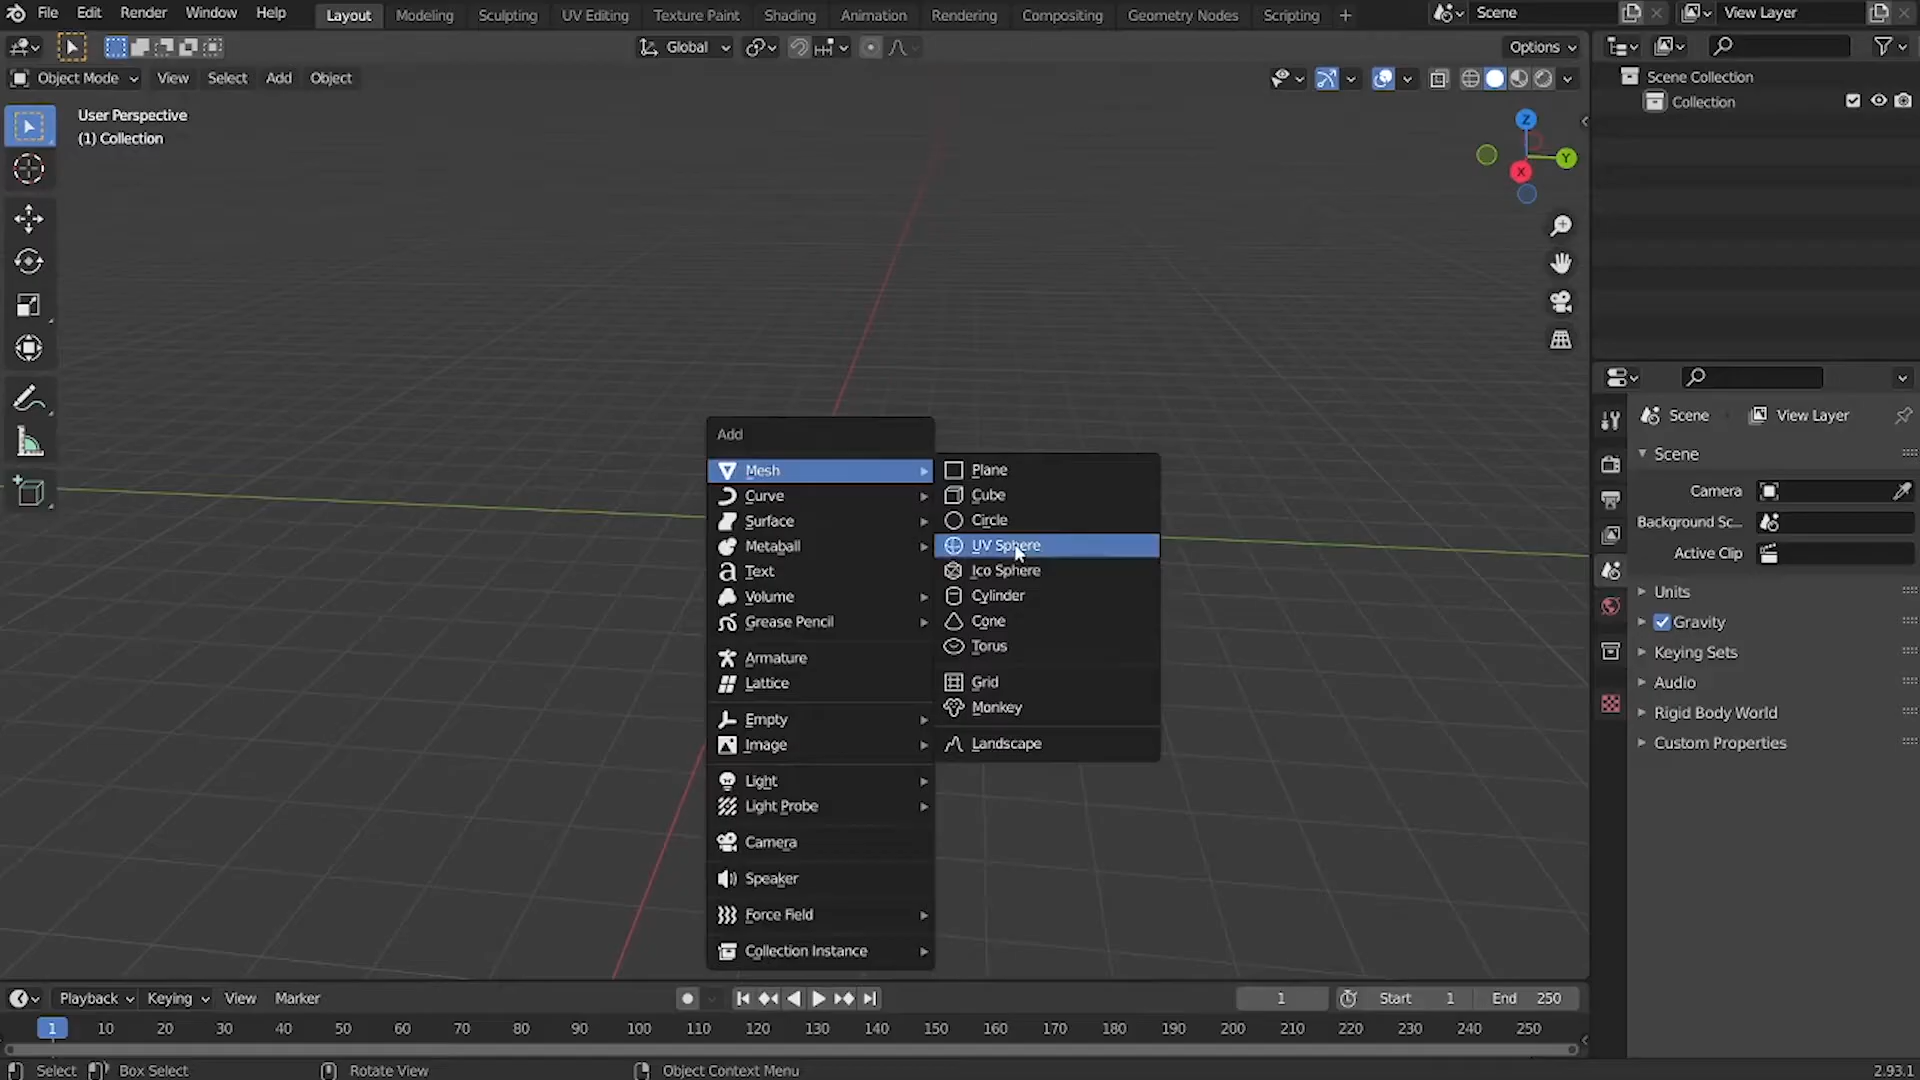 File Edit Render Window Help Layout Modeling Sculpting UV Editing Texture Paint Shading Animation Rendering Compositing Geometry Nodes Scripting + Scene View Layer
Global Options
Object Mode View Select Add Object
User Perspective
(1) Collection
Z
Y
X
Scene Collection
Collection
Scene View Layer
Scene
Camera
Background Sc...
Active Clip
Units
Gravity
Keying Sets
Audio
Rigid Body World
Custom Properties
Add
Mesh
Curve
Surface
Metaball
Text
Volume
Grease Pencil
Armature
Lattice
Empty
Image
Light
Light Probe
Camera
Speaker
Force Field
Collection Instance
Plane
Cube
Circle
UV Sphere
Ico Sphere
Cylinder
Cone
Torus
Grid
Monkey
Landscape
Playback Keying View Marker 1 Start 1 End 250
1 10 20 30 40 50 60 70 80 90 100 110 120 130 140 150 160 170 180 190 200 210 220 230 240 250
Select Box Select Rotate View Object Context Menu 2.93.1